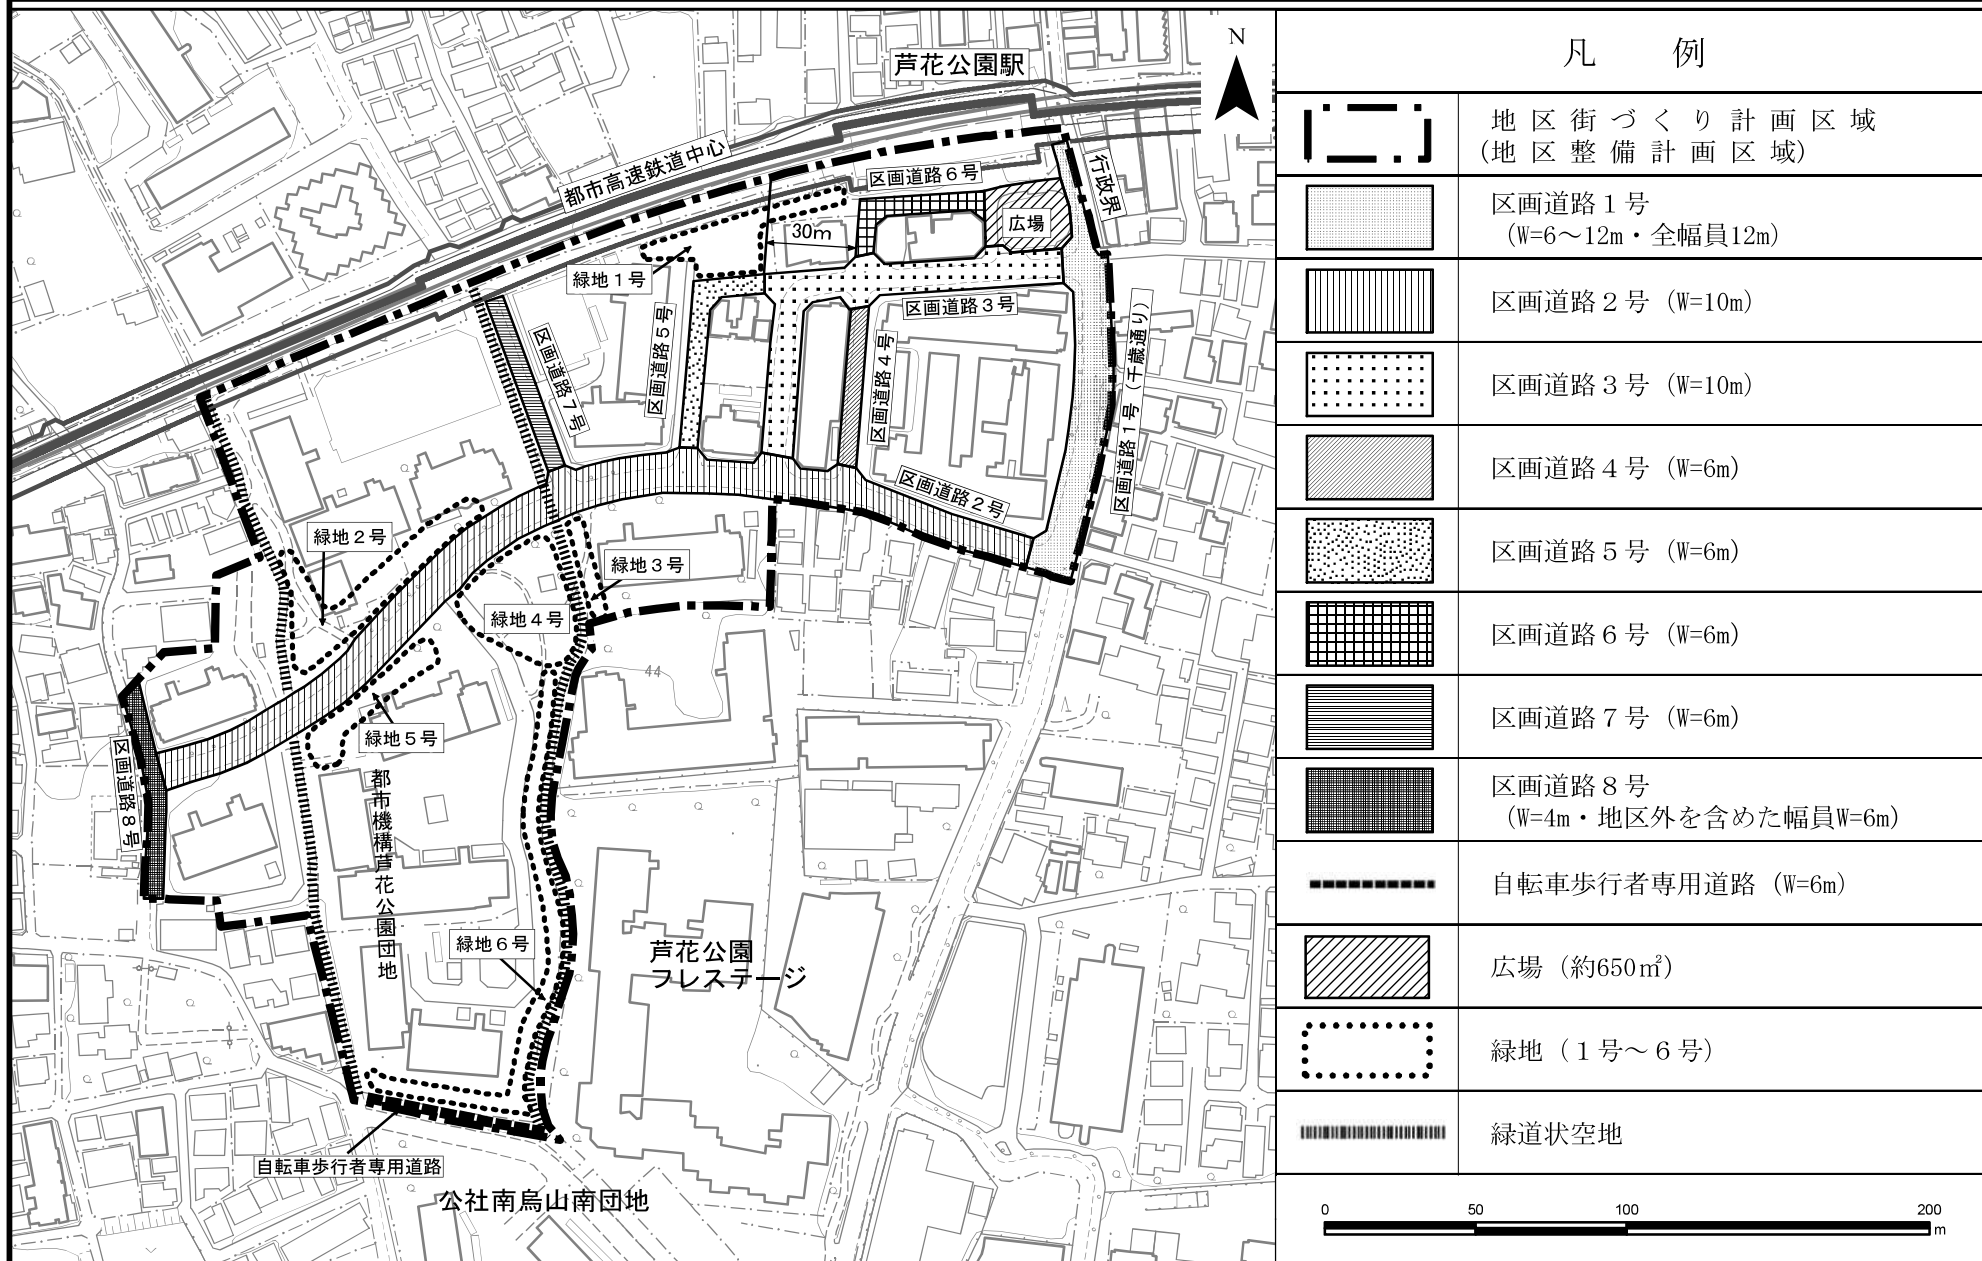 芦花公園駅
N
都市高速鉄道中心
区画道路6号
行政界
広場
30m
緑地1号
区画道路5号
区画道路3号
区画道路7号
区画道路4号
区画道路1号（千歳通り）
区画道路2号
緑地2号
緑地3号
緑地4号
44
緑地5号
区画道路8号
都市機構芦花公園団地
緑地6号
芦花公園
フレステージ
自転車歩行者専用道路
公社南烏山南団地
凡 例
地区街づくり計画区域
(地区整備計画区域)
区画道路1号
（W=6～12m・全幅員12m）
区画道路2号（W=10m）
区画道路3号（W=10m）
区画道路4号（W=6m）
区画道路5号（W=6m）
区画道路6号（W=6m）
区画道路7号（W=6m）
区画道路8号
（W=4m・地区外を含めた幅員W=6m）
自転車歩行者専用道路（W=6m）
広場（約650㎡）
緑地（1号～6号）
緑道状空地
0 50 100 200
m